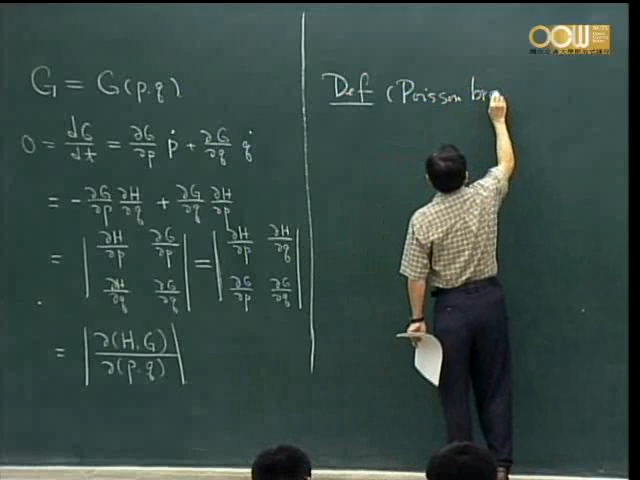 G = G(p,q)
0 = dG/dt = ∂G/∂p ṗ + ∂G/∂q q̇
= - ∂G/∂p ∂H/∂q + ∂G/∂q ∂H/∂p
= | ∂H/∂p ∂G/∂p ; ∂H/∂q ∂G/∂q | = | ∂H/∂p ∂H/∂q ; ∂G/∂p ∂G/∂q |
= | ∂(H,G)/∂(p,q) |
Def (Poisson br
OCW